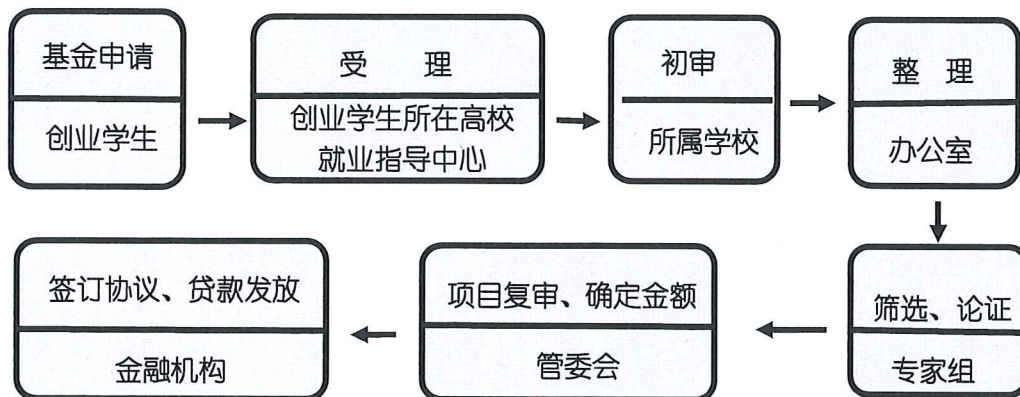 基金申请
创业学生
受 理
创业学生所在高校
就业指导中心
初审
所属学校
整 理
办公室
筛选、论证
专家组
项目复审、确定金额
管委会
签订协议、贷款发放
金融机构